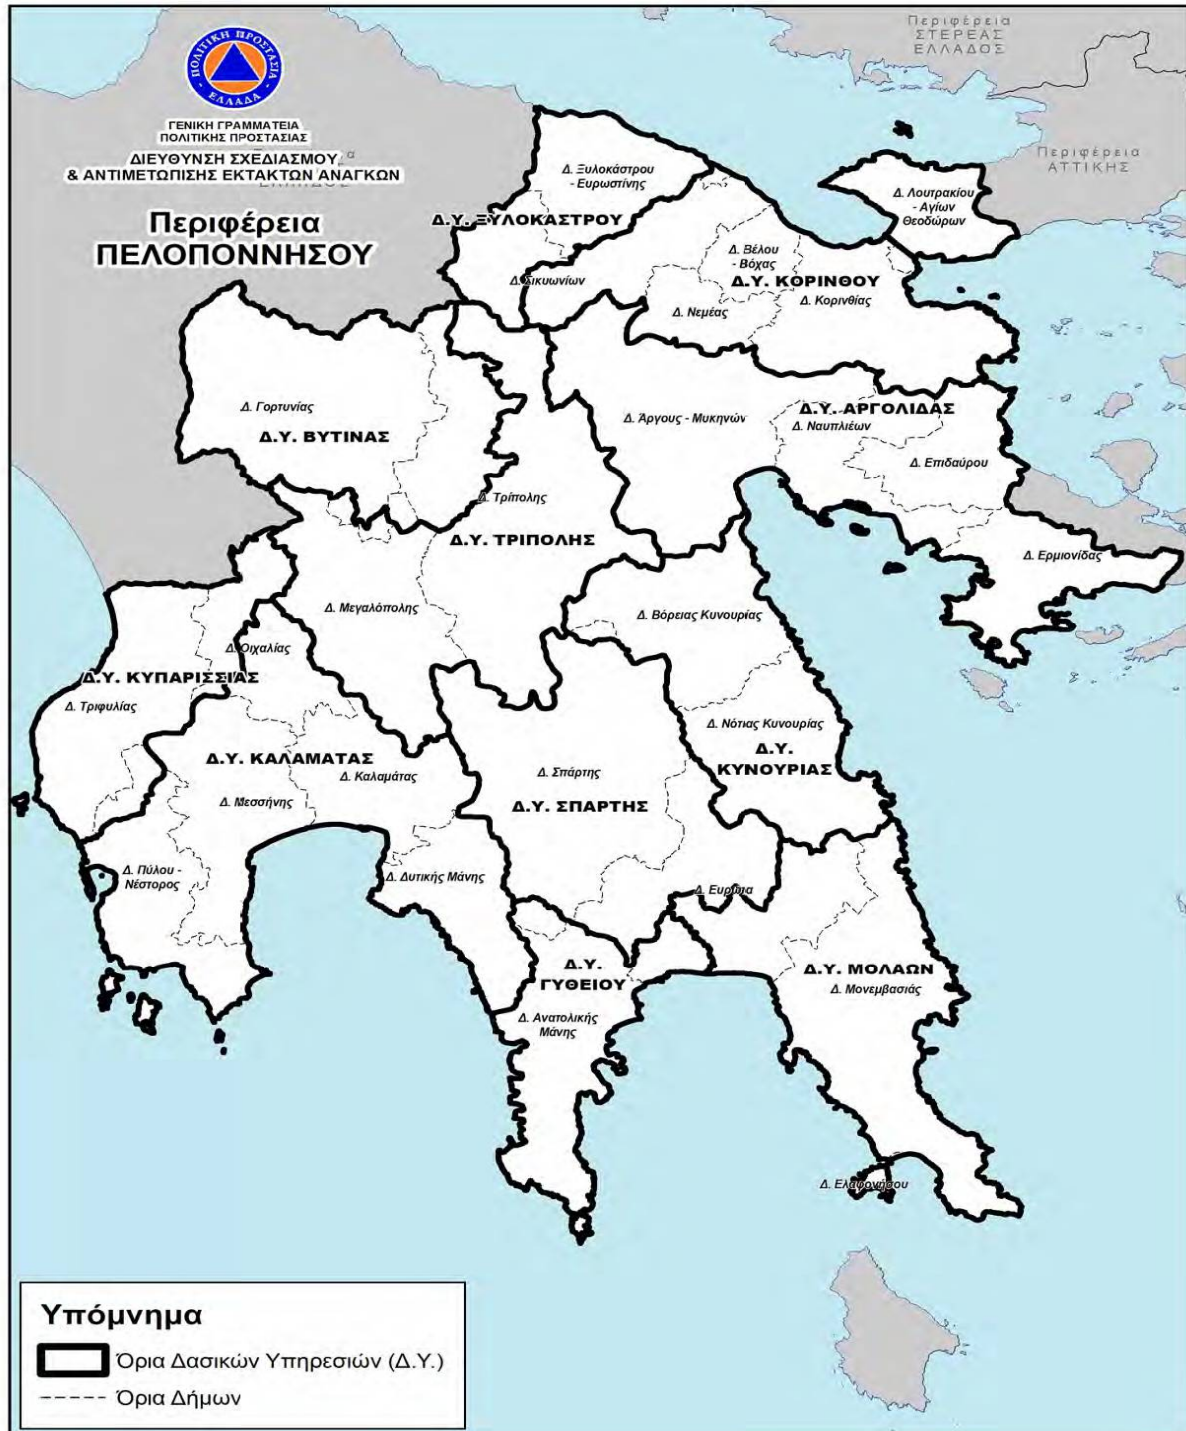 Περιφέρεια
ΣΤΕΡΕΑΣ
ΕΛΛΑΔΟΣ
ΠΟΛΙΤΙΚΗ ΠΡΟΣΤΑΣΙΑ
ΕΛΛΑΔΑ
ΓΕΝΙΚΗ ΓΡΑΜΜΑΤΕΙΑ
ΠΟΛΙΤΙΚΗΣ ΠΡΟΣΤΑΣΙΑΣ
ΔΙΕΥΘΥΝΣΗ ΣΧΕΔΙΑΣΜΟΥ
& ΑΝΤΙΜΕΤΩΠΙΣΗΣ ΕΚΤΑΚΤΩΝ ΑΝΑΓΚΩΝ
Περιφέρεια
ΠΕΛΟΠΟΝΝΗΣΟΥ
Περιφέρεια
ΑΤΤΙΚΗΣ
Δ. Ξυλοκάστρου
- Ευρωστίνης
Δ. Λουτρακίου
- Αγίων
Θεοδώρων
Δ.Υ. ΞΥΛΟΚΑΣΤΡΟΥ
Δ. Βέλου
- Βόχας
Δ. Σικυωνίων
Δ.Υ. ΚΟΡΙΝΘΟΥ
Δ. Κορινθίας
Δ. Νεμέας
Δ. Γορτυνίας
Δ.Υ. ΒΥΤΙΝΑΣ
Δ. Άργους - Μυκηνών
Δ.Υ. ΑΡΓΟΛΙΔΑΣ
Δ. Ναυπλιέων
Δ. Επιδαύρου
Δ. Τρίπολης
Δ.Υ. ΤΡΙΠΟΛΗΣ
Δ. Ερμιονίδας
Δ. Μεγαλόπολης
Δ. Βόρειας Κυνουρίας
Δ. Οιχαλίας
Δ.Υ. ΚΥΠΑΡΙΣΣΙΑΣ
Δ. Τριφυλίας
Δ. Νότιας Κυνουρίας
Δ.Υ.
ΚΥΝΟΥΡΙΑΣ
Δ.Υ. ΚΑΛΑΜΑΤΑΣ
Δ. Καλαμάτας
Δ. Σπάρτης
Δ.Υ. ΣΠΑΡΤΗΣ
Δ. Μεσσήνης
Δ. Πύλου -
Νέστορος
Δ. Δυτικής Μάνης
Δ. Ευρώτα
Δ.Υ.
ΓΥΘΕΙΟΥ
Δ.Υ. ΜΟΛΑΩΝ
Δ. Μονεμβασιάς
Δ. Ανατολικής
Μάνης
Δ. Ελαφονήσου
Υπόμνημα
Όρια Δασικών Υπηρεσιών (Δ.Υ.)
Όρια Δήμων